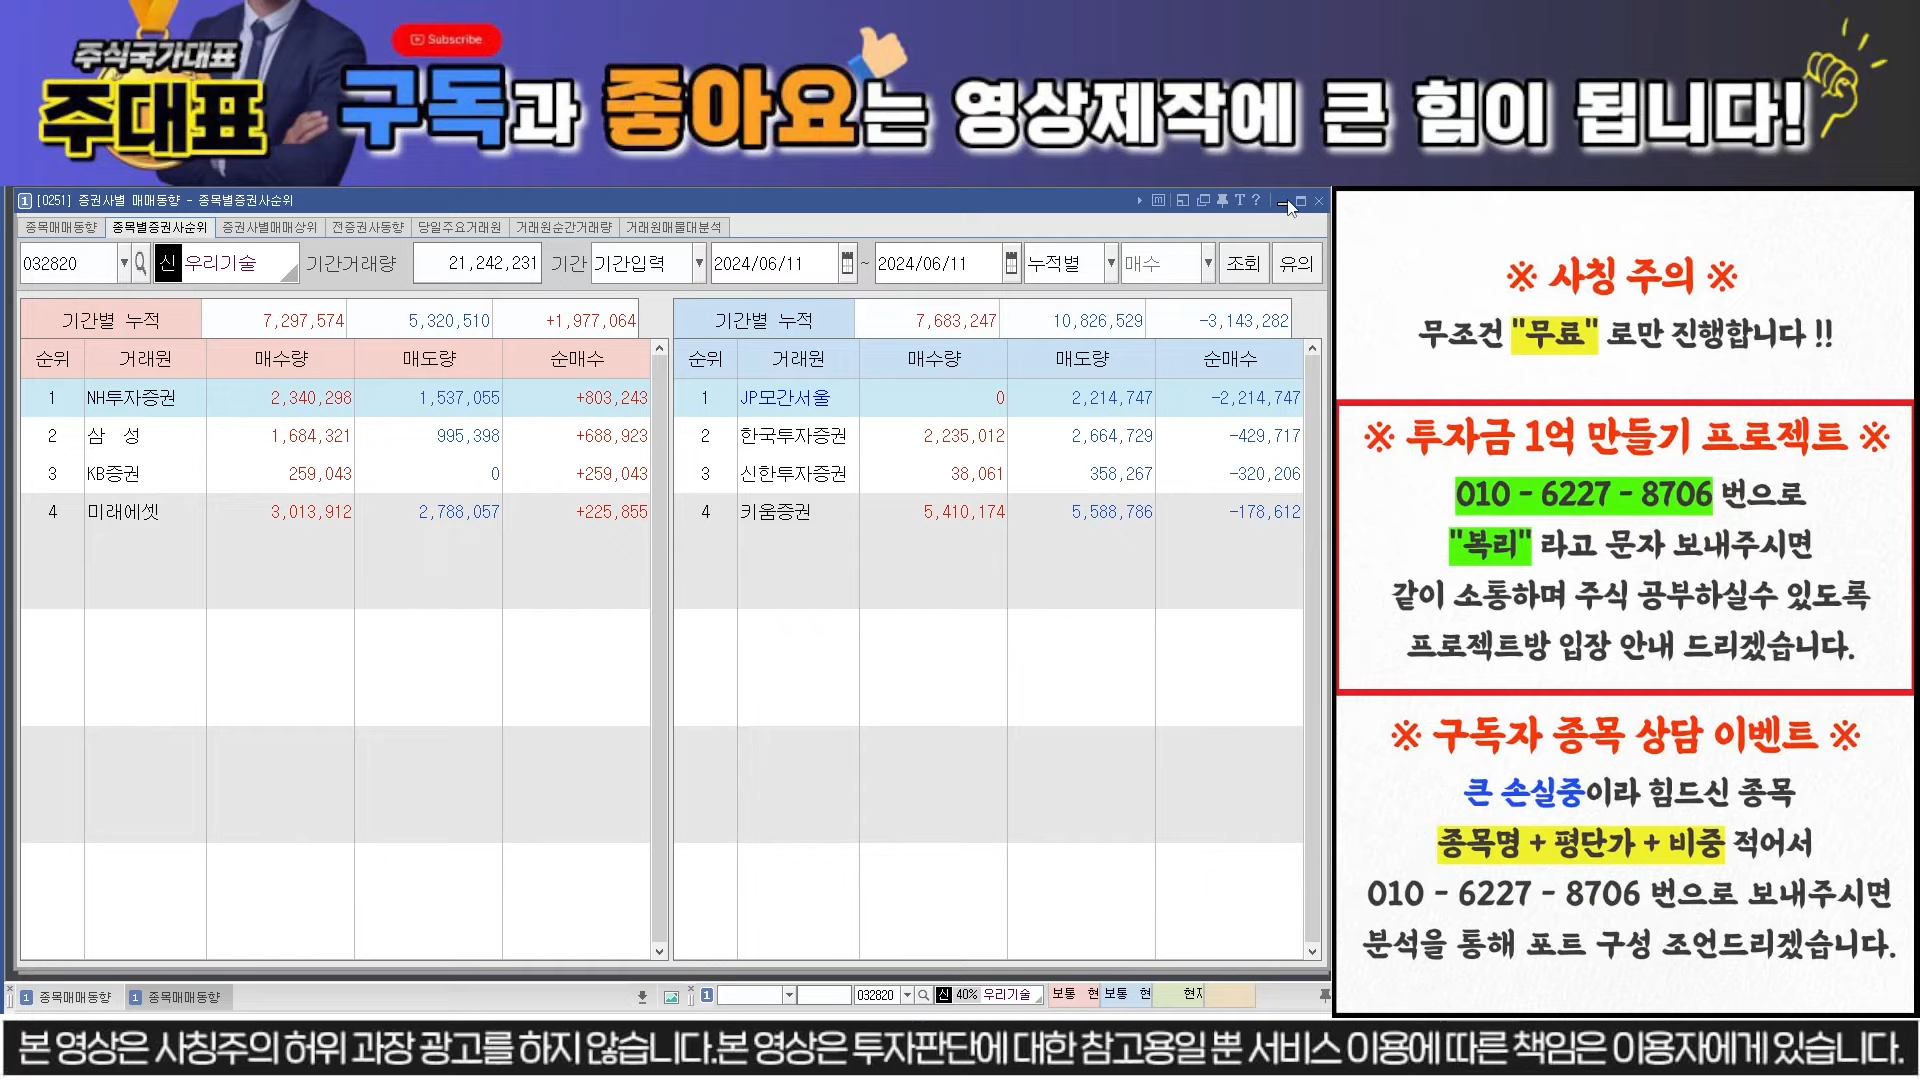 주식국가대표
주대표
Subscribe
구독과 좋아요는 영상제작에 큰 힘이 됩니다!
1 [0251] 증권사별 매매동향 - 종목별증권사순위
종목매매동향 종목별증권사순위 증권사별매매상위 전증권사동향 당일주요거래원 거래원순간거래량 거래원매물대분석
032820 신 우리기술 기간거래량 21,242,231 기간 기간입력 2024/06/11 ~ 2024/06/11 누적별 매수 조회 유의
기간별 누적 7,297,574 5,320,510 +1,977,064
순위 거래원 매수량 매도량 순매수
1 NH투자증권 2,340,298 1,537,055 +803,243
2 삼 성 1,684,321 995,398 +688,923
3 KB증권 259,043 0 +259,043
4 미래에셋 3,013,912 2,788,057 +225,855
기간별 누적 7,683,247 10,826,529 -3,143,282
순위 거래원 매수량 매도량 순매수
1 JP모간서울 0 2,214,747 -2,214,747
2 한국투자증권 2,235,012 2,664,729 -429,717
3 신한투자증권 38,061 358,267 -320,206
4 키움증권 5,410,174 5,588,786 -178,612
1 종목매매동향 1 종목매매동향 1 032820 신 40% 우리기술 보통 현 보통 현 현재
※ 사칭 주의 ※
무조건 "무료" 로만 진행합니다 !!
※ 투자금 1억 만들기 프로젝트 ※
010 - 6227 - 8706 번으로
"복리" 라고 문자 보내주시면
같이 소통하며 주식 공부하실수 있도록
프로젝트방 입장 안내 드리겠습니다.
※ 구독자 종목 상담 이벤트 ※
큰 손실중이라 힘드신 종목
종목명 + 평단가 + 비중 적어서
010 - 6227 - 8706 번으로 보내주시면
분석을 통해 포트 구성 조언드리겠습니다.
본 영상은 사칭주의 허위 과장 광고를 하지 않습니다.본 영상은 투자판단에 대한 참고용일 뿐 서비스 이용에 따른 책임은 이용자에게 있습니다.